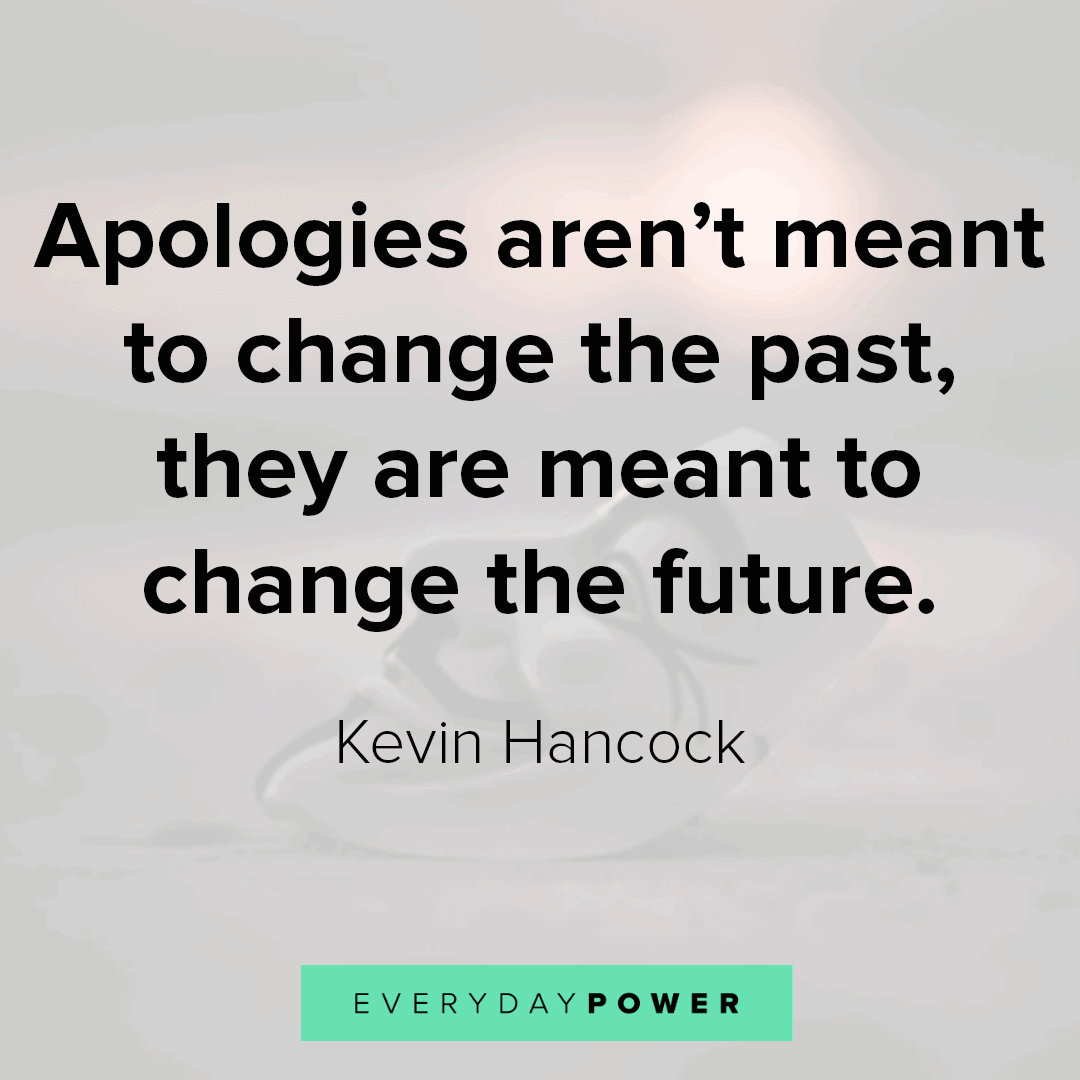 Apologies aren’t meant
to change the past,
they are meant to
change the future.
Kevin Hancock
EVERYDAYPOWER